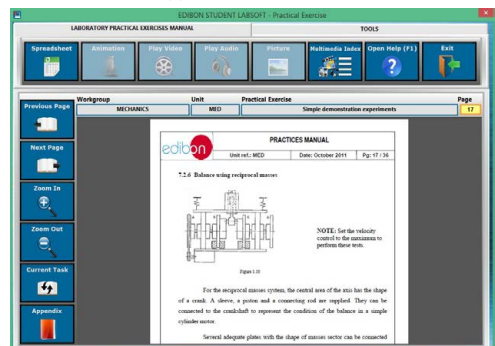 EDIBON STUDENT LABSOFT - Practical Exercise
LABORATORY PRACTICAL EXERCISES MANUAL
TOOLS
Spreadsheet
Animation
Play Video
Play Audio
Picture
Multimedia Index
Open Help (F1)
Exit
Workgroup
Unit
Practical Exercise
Page
MECHANICS
MED
Simple demonstration experiments
17
Previous Page
Next Page
Zoom In
Zoom Out
Current Task
Appendix
edibon
PRACTICES MANUAL
Unit ref.: MED
Date: October 2011
Pg: 17 / 36
7.2.6 Balance using reciprocal masses
NOTE: Set the
velocity
control to the maximum to
perform these tests.
Figure 1.10
For the reciprocal masses system, the central area of the axis has the shape
of a crank. A sleeve, a piston and a connecting rod are supplied. They can be
connected to the crankshaft to represent the condition of the balance in a simple
cylinder motor.
Several adequate plates with the shape of masses sector can be connected